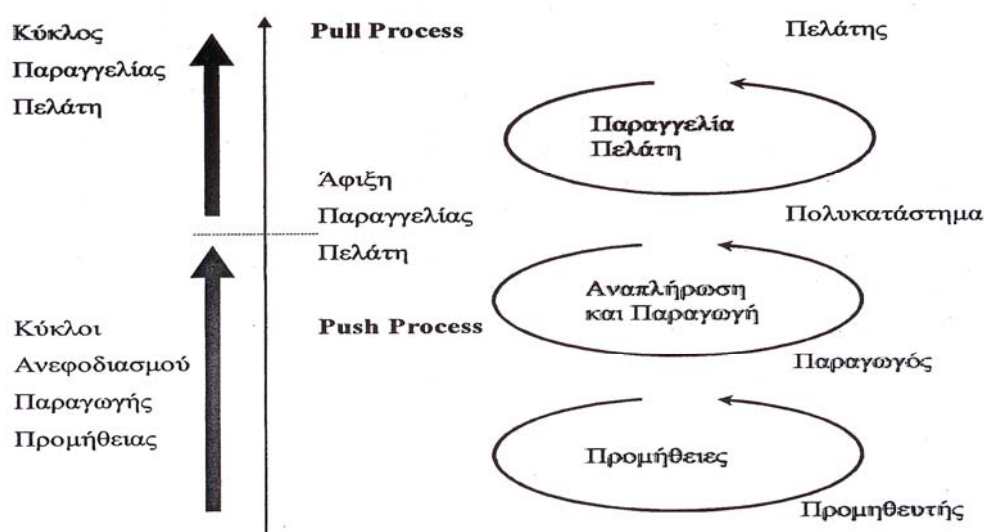 Κύκλος
Παραγγελίας
Πελάτη
Pull Process
Πελάτης
Παραγγελία
Πελάτη
Άφιξη
Παραγγελίας
Πελάτη
Πολυκατάστημα
Αναπλήρωση
και Παραγωγή
Κύκλοι
Ανεφοδιασμού
Παραγωγής
Προμήθειας
Push Process
Παραγωγός
Προμήθειες
Προμηθευτής